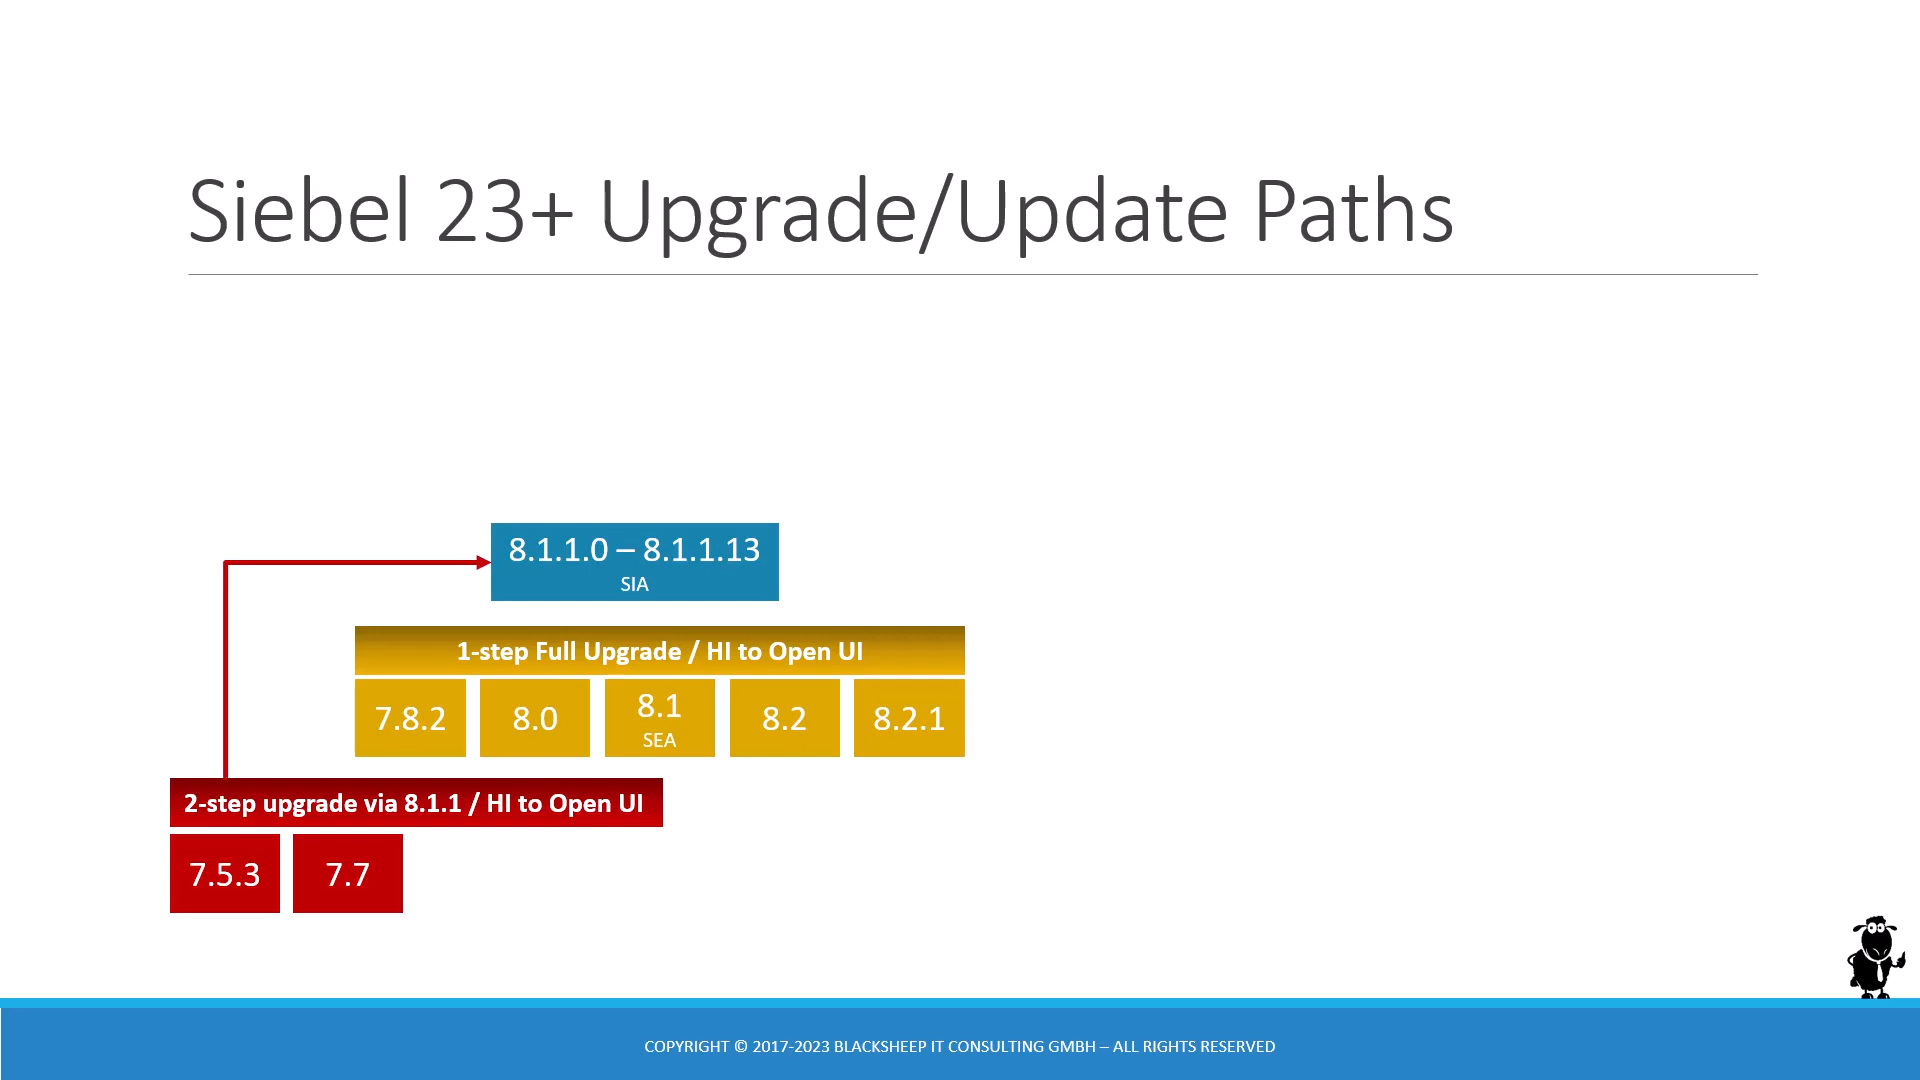 Siebel 23+ Upgrade/Update Paths
8.1.1.0 – 8.1.1.13
SIA
1-step Full Upgrade / HI to Open UI
7.8.2
8.0
8.1
SEA
8.2
8.2.1
2-step upgrade via 8.1.1 / HI to Open UI
7.5.3
7.7
COPYRIGHT © 2017-2023 BLACKSHEEP IT CONSULTING GMBH – ALL RIGHTS RESERVED